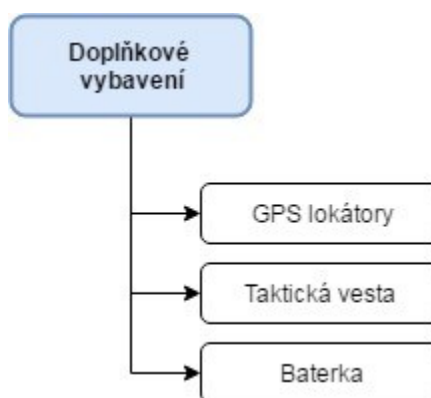 Doplňkové
vybavení
GPS lokátory
Taktická vesta
Baterka